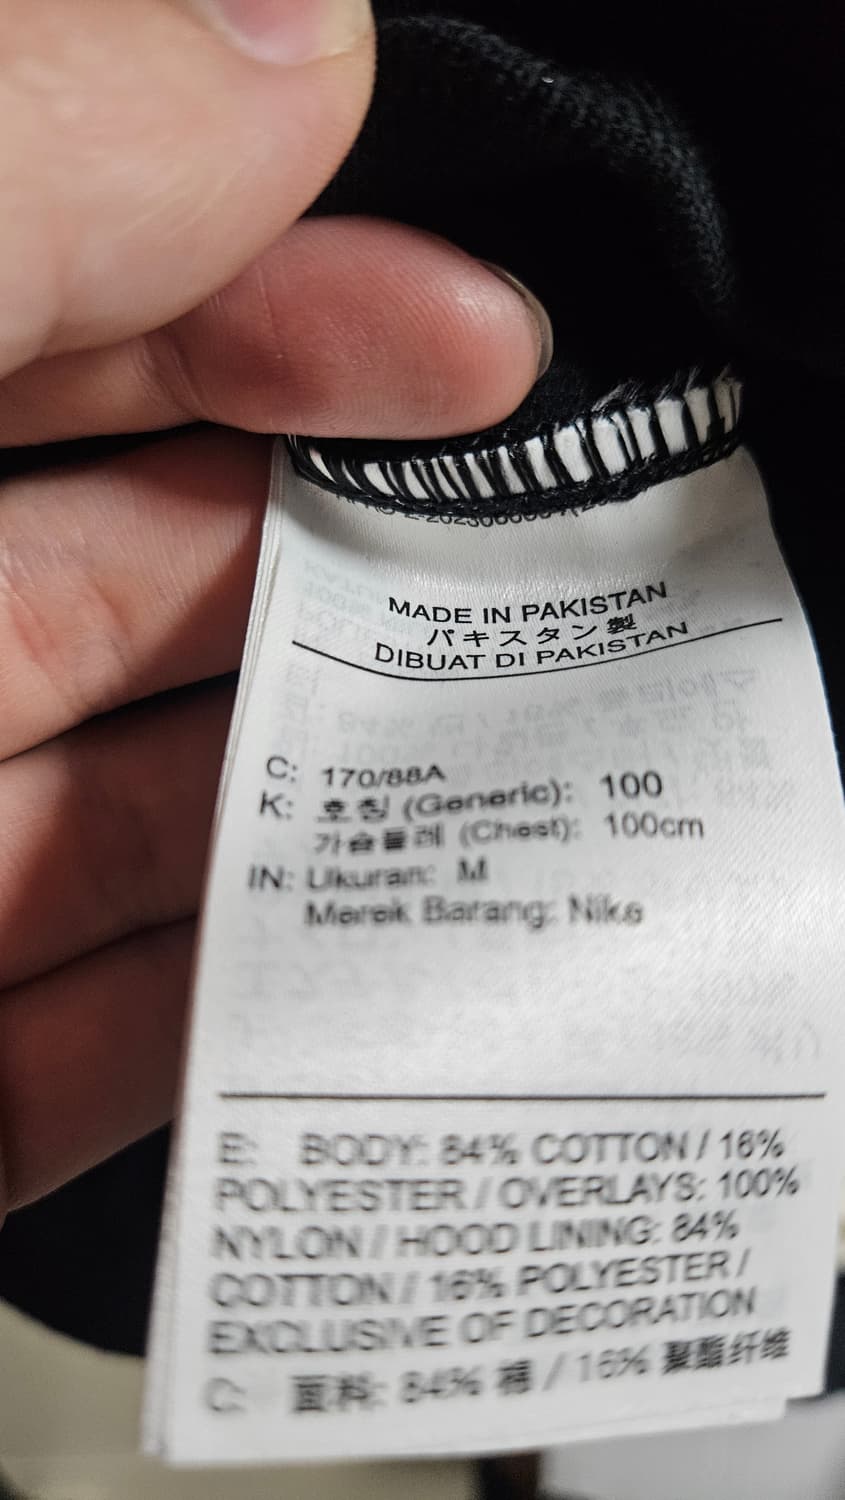 MADE IN PAKISTAN
パキスタン製
DIBUAT DI PAKISTAN
C: 170/88A
K: 호칭 (Generic): 100
가슴둘레 (Chest): 100cm
IN: Ukuran: M
Merek Barang: Nike
E: BODY: 84% COTTON / 16%
POLYESTER / OVERLAYS: 100%
NYLON / HOOD LINING: 84%
COTTON / 16% POLYESTER /
EXCLUSIVE OF DECORATION
C: 面料: 84% 棉 / 16% 聚酯纤维